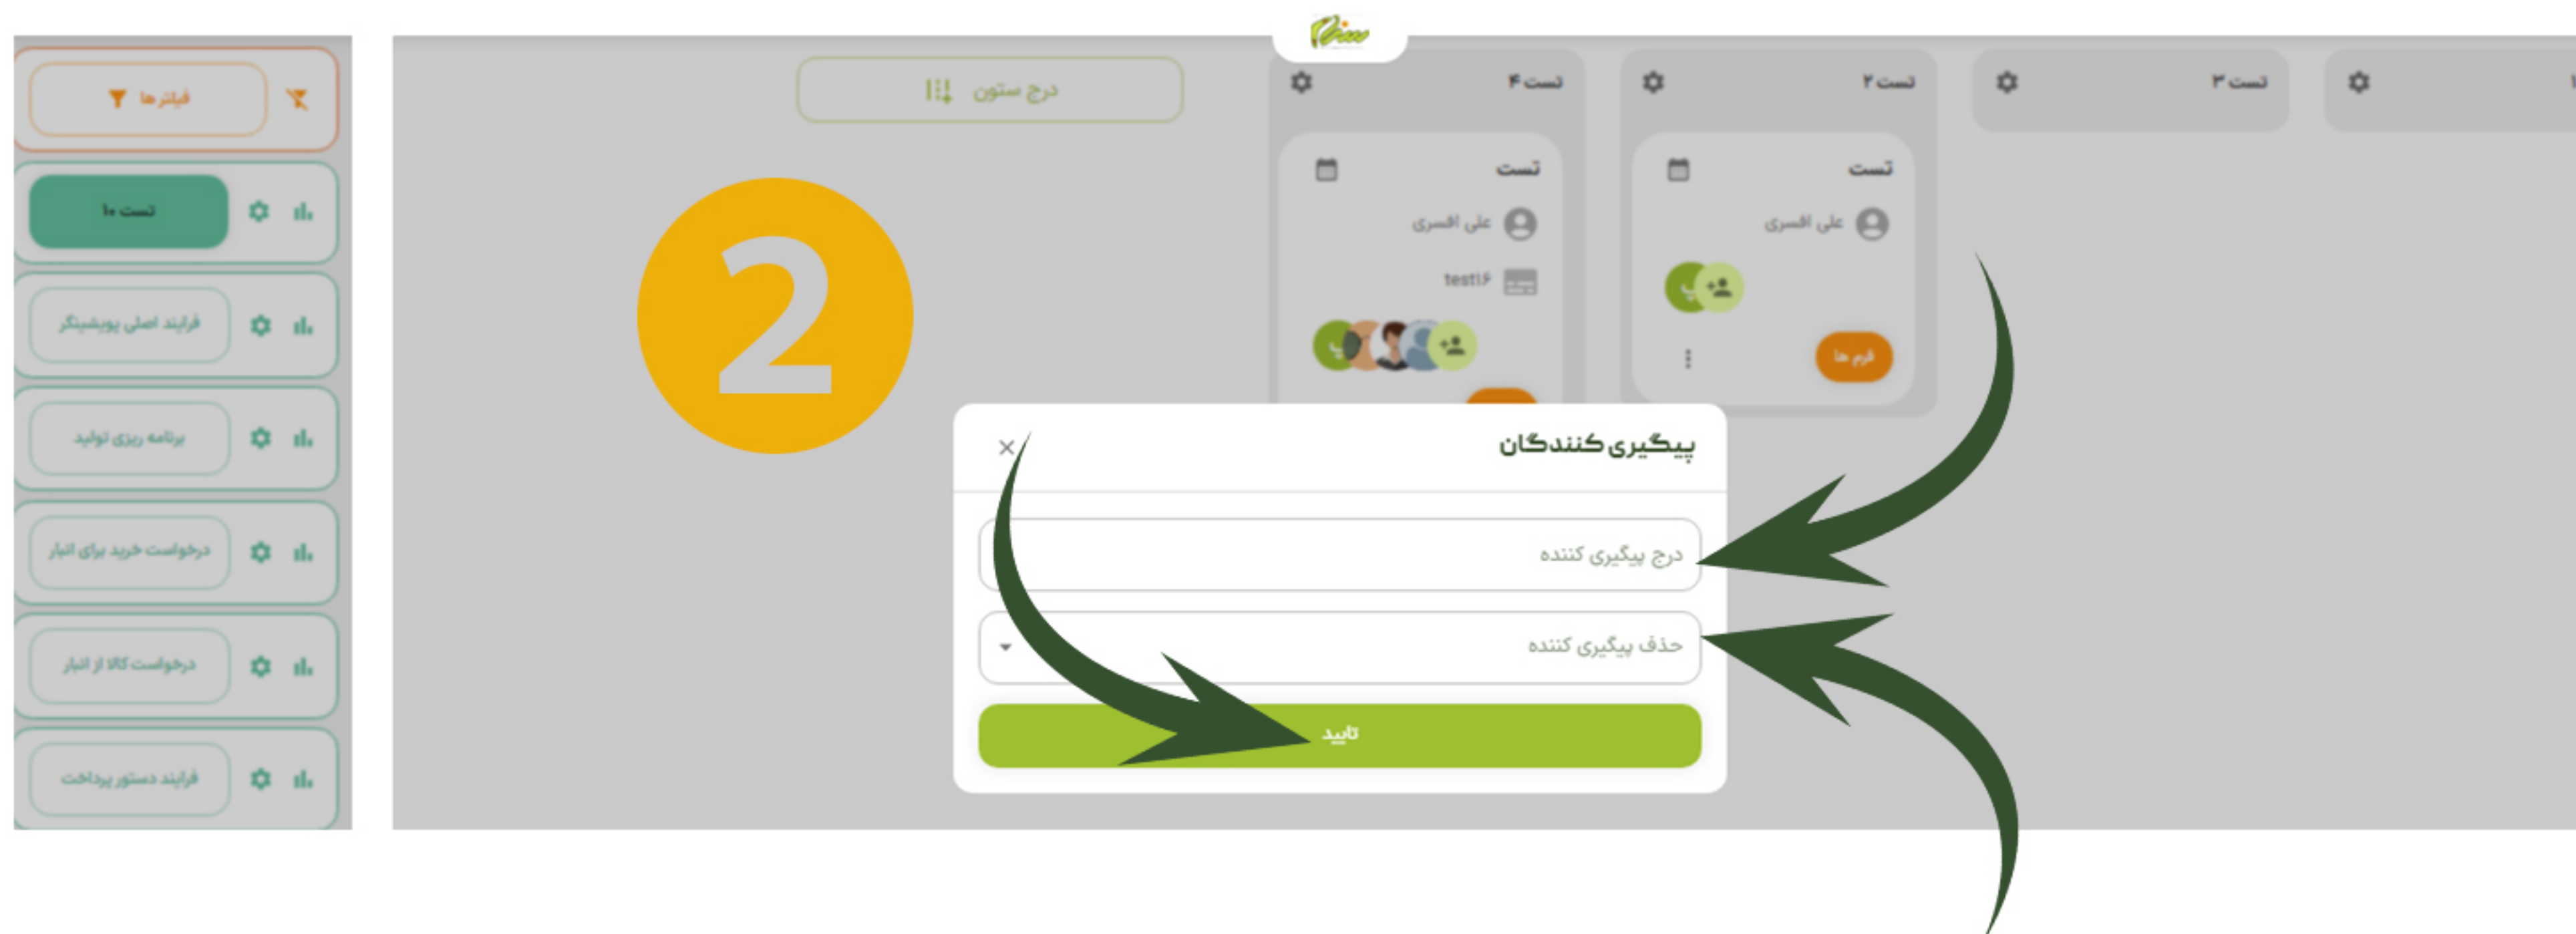 تست ۳
تست ۲
تست ۴
درج ستون
تست
علی افسری
فرم ها
تست
علی افسری
test۱۶
2
پیگیری کنندگان
درج پیگیری کننده
حذف پیگیری کننده
تایید
فیلتر ها
تست ۱۰
فرآیند اصلی پویشینگر
برنامه ریزی تولید
درخواست خرید برای انبار
درخواست کالا از انبار
فرایند دستور پرداخت